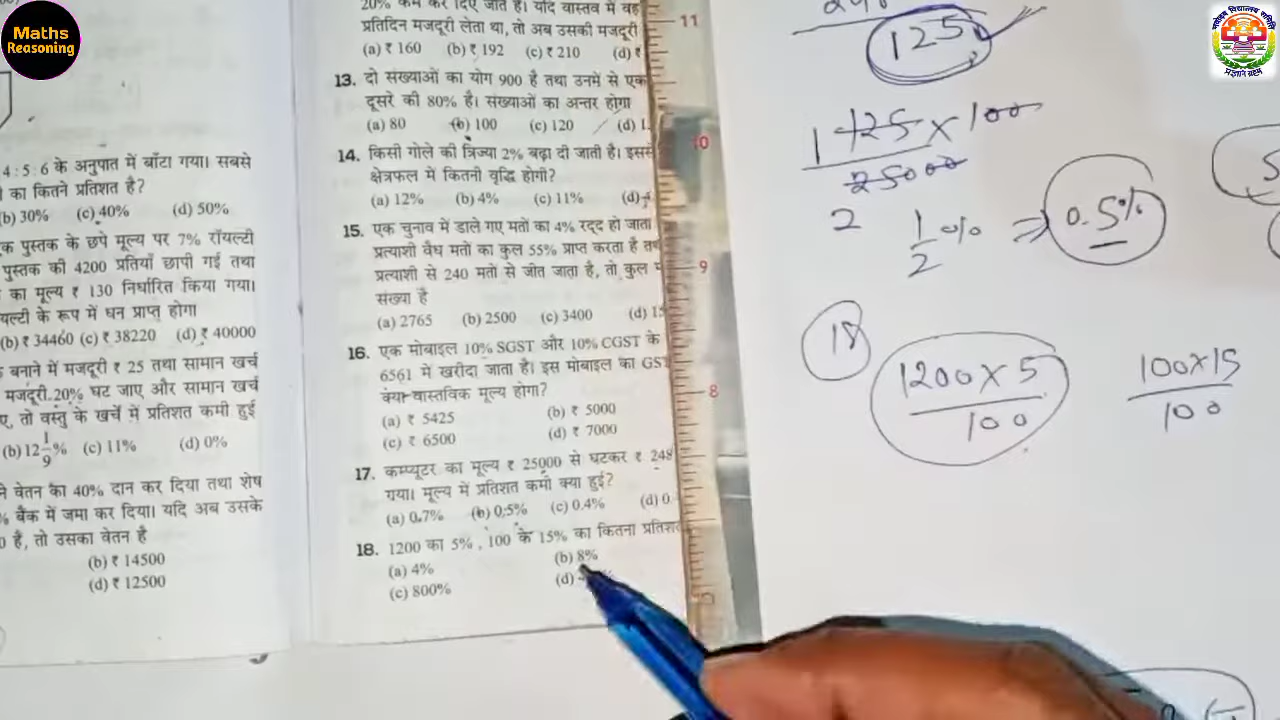 Maths
Reasoning
4 : 5 : 6 के अनुपात में बाँटा गया। सबसे
का कितने प्रतिशत है?
(b) 30% (c) 40% (d) 50%
पुस्तक के छपे मूल्य पर 7% रॉयल्टी
पुस्तक की 4200 प्रतियाँ छापी गई तथा
का मूल्य ₹ 130 निर्धारित किया गया।
के रूप में धन प्राप्त होगा
(b) ₹ 34460 (c) ₹ 38220 (d) ₹ 40000
बनाने में मजदूरी ₹ 25 तथा सामान खर्च
मजदूरी 20% घट जाए और सामान खर्च
तो वस्तु के खर्चे में प्रतिशत कमी हुई
(b) 12 1/9 % (c) 11% (d) 0%
वेतन का 40% दान कर दिया तथा शेष
% बैंक में जमा कर दिया। यदि अब उसके
0 है, तो उसका वेतन है
(b) ₹ 14500
(d) ₹ 12500
20% कम कर दिए जाते हैं। यदि वास्तव में वह
प्रतिदिन मजदूरी लेता था, तो अब उसकी मजदूरी
(a) ₹ 160 (b) ₹ 192 (c) ₹ 210 (d) ₹
13. दो संख्याओं का योग 900 है तथा उनमें से एक
दूसरे की 80% है। संख्याओं का अन्तर होगा
(a) 80 (b) 100 (c) 120 (d)
14. किसी गोले की त्रिज्या 2% बढ़ा दी जाती है। इससे
क्षेत्रफल में कितनी वृद्धि होगी?
(a) 12% (b) 4% (c) 11% (d)
15. एक चुनाव में डाले गए मतों का 4% रद्द हो जाता
प्रत्याशी वैध मतों का कुल 55% प्राप्त करता है
प्रत्याशी से 240 मतों से जीत जाता है, तो कुल
संख्या है
(a) 2765 (b) 2500 (c) 3400 (d)
16. एक मोबाइल 10% SGST और 10% CGST के
6561 में खरीदा जाता है। इस मोबाइल का
क्या वास्तविक मूल्य होगा?
(a) ₹ 5425 (b) ₹ 5000
(c) ₹ 6500 (d) ₹ 7000
17. कम्प्यूटर का मूल्य ₹ 25000 से घटकर ₹ 248
गया। मूल्य में प्रतिशत कमी क्या हुई?
(a) 0.7% (b) 0.5% (c) 0.4% (d) 0
18. 1200 का 5% , 100 के 15% का कितना प्रतिशत
(a) 4% (b) 8%
(c) 800% (d)
11
10
9
8
125
125 x 100
25000
2
1/2 % ⇒ 0.5%
18
1200 x 5
100
100 x 15
100